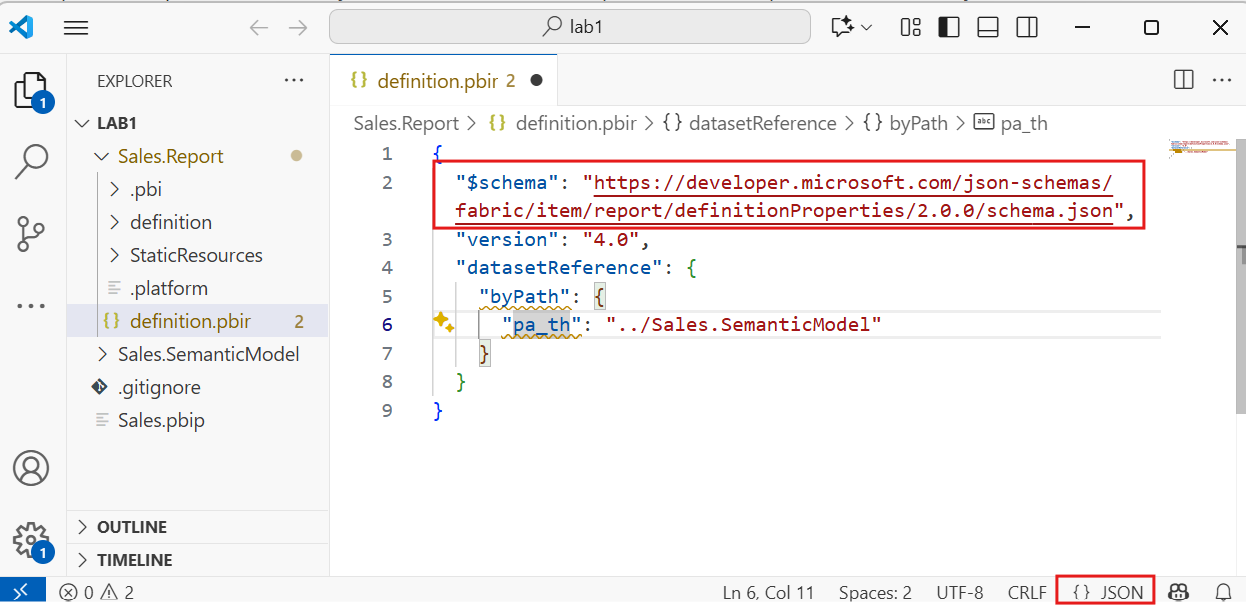 lab1
EXPLORER
LAB1
Sales.Report
.pbi
definition
StaticResources
.platform
definition.pbir 2
Sales.SemanticModel
.gitignore
Sales.pbip
OUTLINE
TIMELINE
1
1
definition.pbir 2
Sales.Report > {} definition.pbir > {} datasetReference > {} byPath > abc pa_th
1 {
2 "$schema": "https://developer.microsoft.com/json-schemas/
fabric/item/report/definitionProperties/2.0.0/schema.json",
3 "version": "4.0",
4 "datasetReference": {
5 "byPath": {
6 "pa_th": "../Sales.SemanticModel"
7 }
8 }
9 }
0 2
Ln 6, Col 11 Spaces: 2 UTF-8 CRLF {} JSON